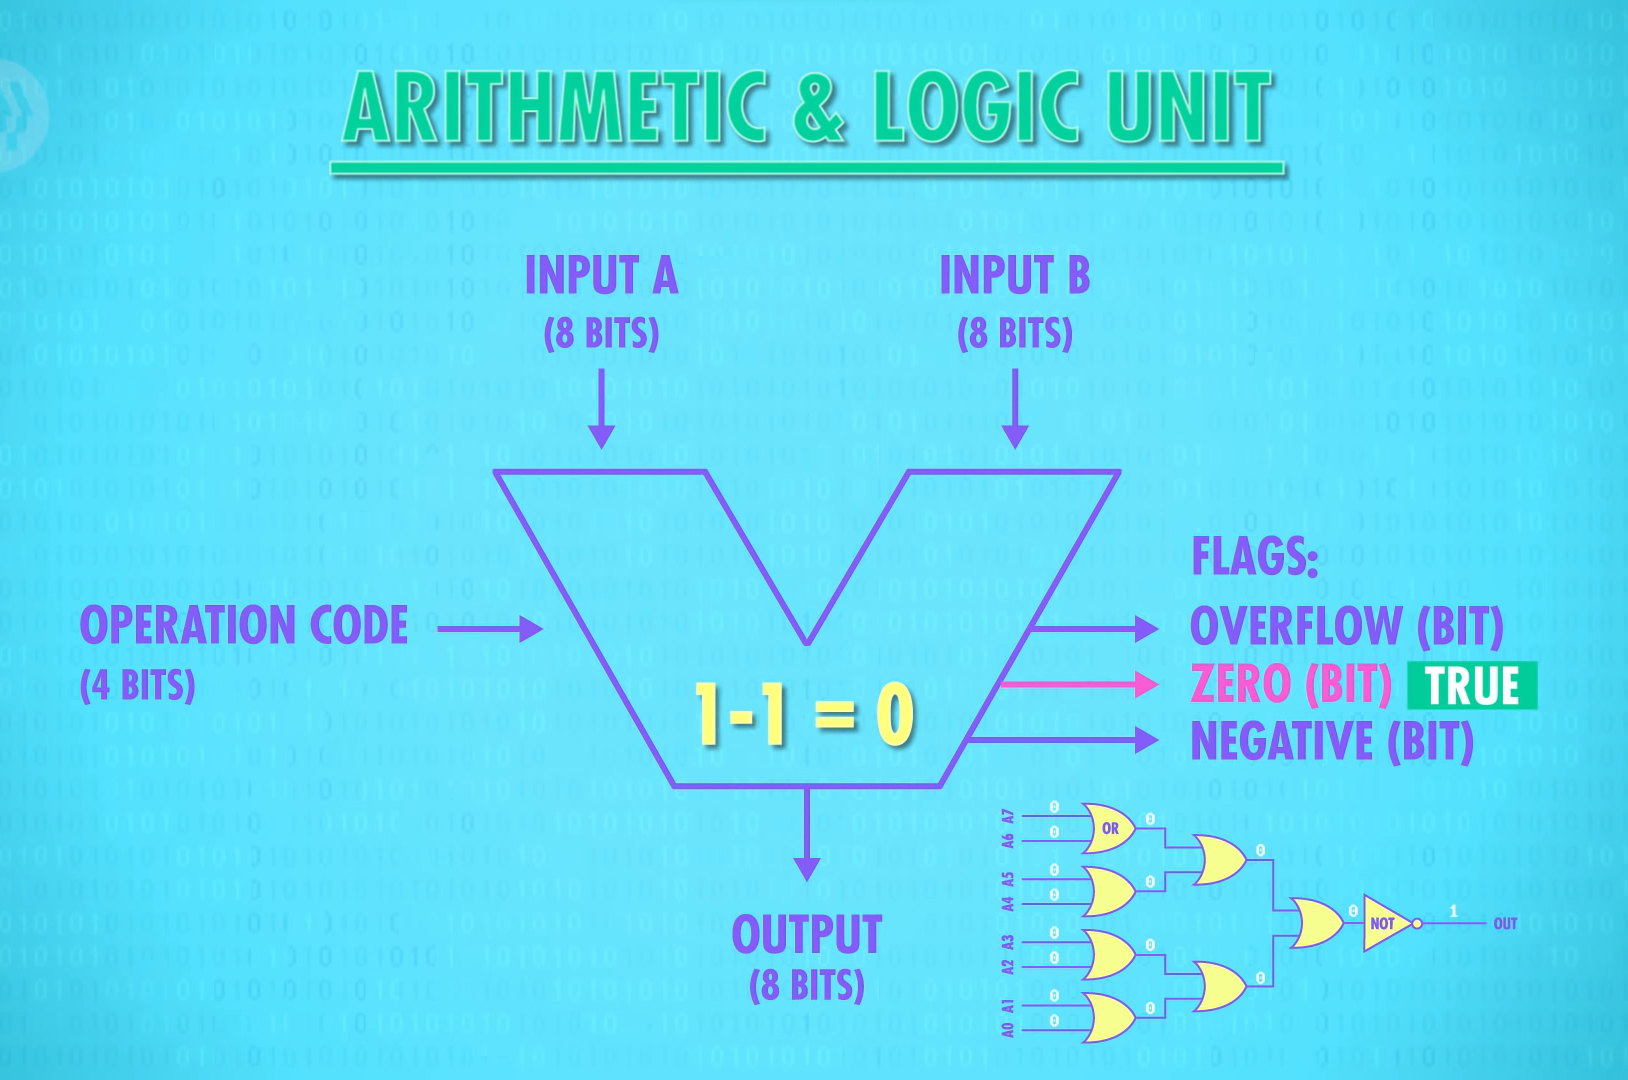 ARITHMETIC & LOGIC UNIT
INPUT A
(8 BITS)
INPUT B
(8 BITS)
OPERATION CODE
(4 BITS)
1-1 = 0
FLAGS:
OVERFLOW (BIT)
ZERO (BIT) TRUE
NEGATIVE (BIT)
OUTPUT
(8 BITS)
A7 0
A6 0
OR 0
A5 0
A4 0
0
0
A3 0
A2 0
0
A1 0
A0 0
0
0
0 NOT 1 OUT